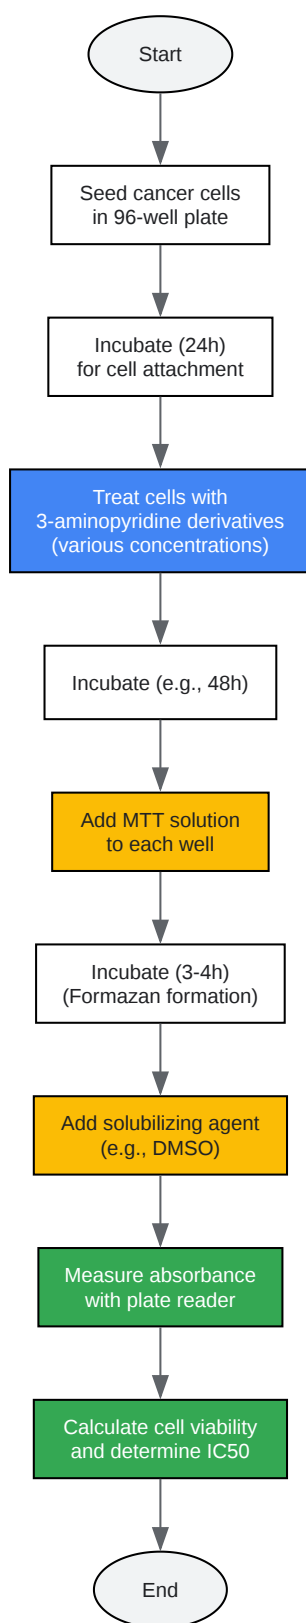 Start
Seed cancer cells
in 96-well plate
Incubate (24h)
for cell attachment
Treat cells with
3-aminopyridine derivatives
(various concentrations)
Incubate (e.g., 48h)
Add MTT solution
to each well
Incubate (3-4h)
(Formazan formation)
Add solubilizing agent
(e.g., DMSO)
Measure absorbance
with plate reader
Calculate cell viability
and determine IC50
End